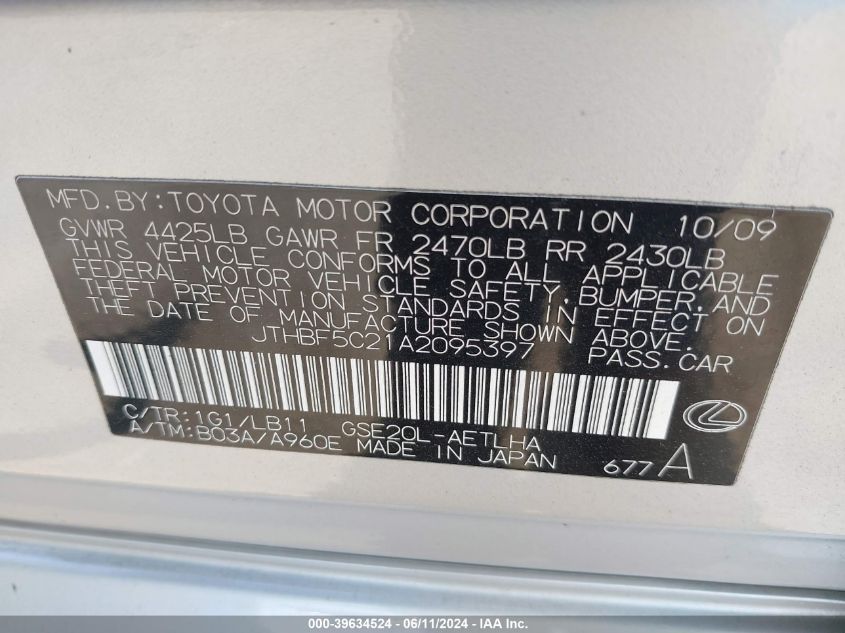 MFD. BY: TOYOTA MOTOR CORPORATION 10/09
GVWR 4425LB GAWR FR 2470LB RR 2430LB
THIS VEHICLE CONFORMS TO ALL APPLICABLE
FEDERAL MOTOR VEHICLE SAFETY, BUMPER, AND
THEFT PREVENTION STANDARDS IN EFFECT ON
THE DATE OF MANUFACTURE SHOWN ABOVE.
JTHBF5C21A2095397 PASS. CAR
C/TR: 1G1/LB11 GSE20L-AETLHA
A/TM: B03A/A960E MADE IN JAPAN 677 A
000-39634524 - 06/11/2024 - IAA Inc.